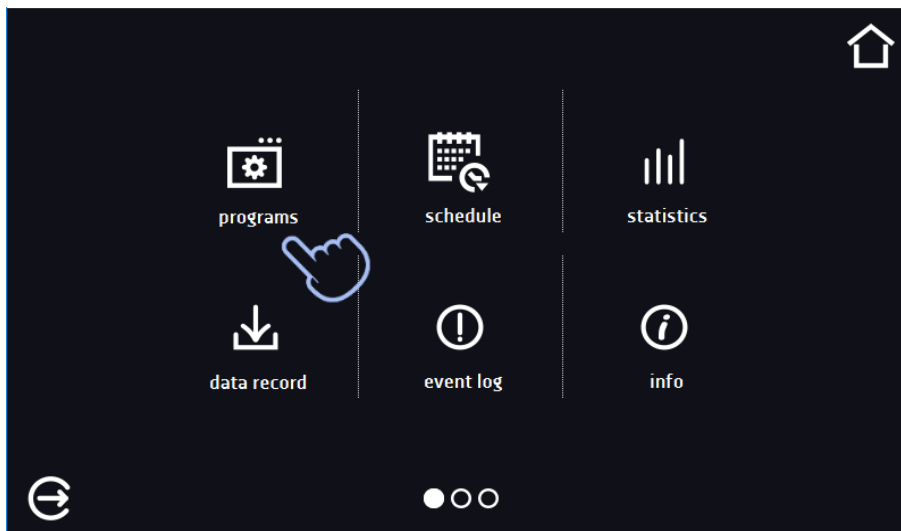 programs
schedule
statistics
data record
event log
info